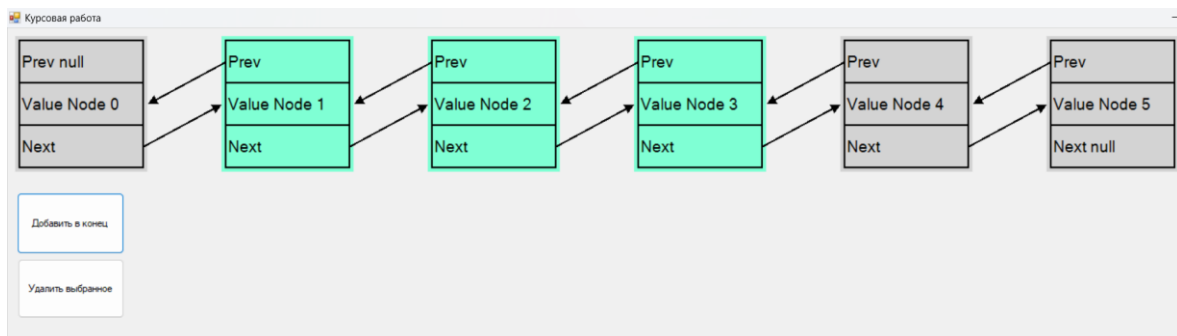 Курсовая работа
Prev null
Value Node 0
Next
Prev
Value Node 1
Next
Prev
Value Node 2
Next
Prev
Value Node 3
Next
Prev
Value Node 4
Next
Prev
Value Node 5
Next null
Добавить в конец
Удалить выбранное